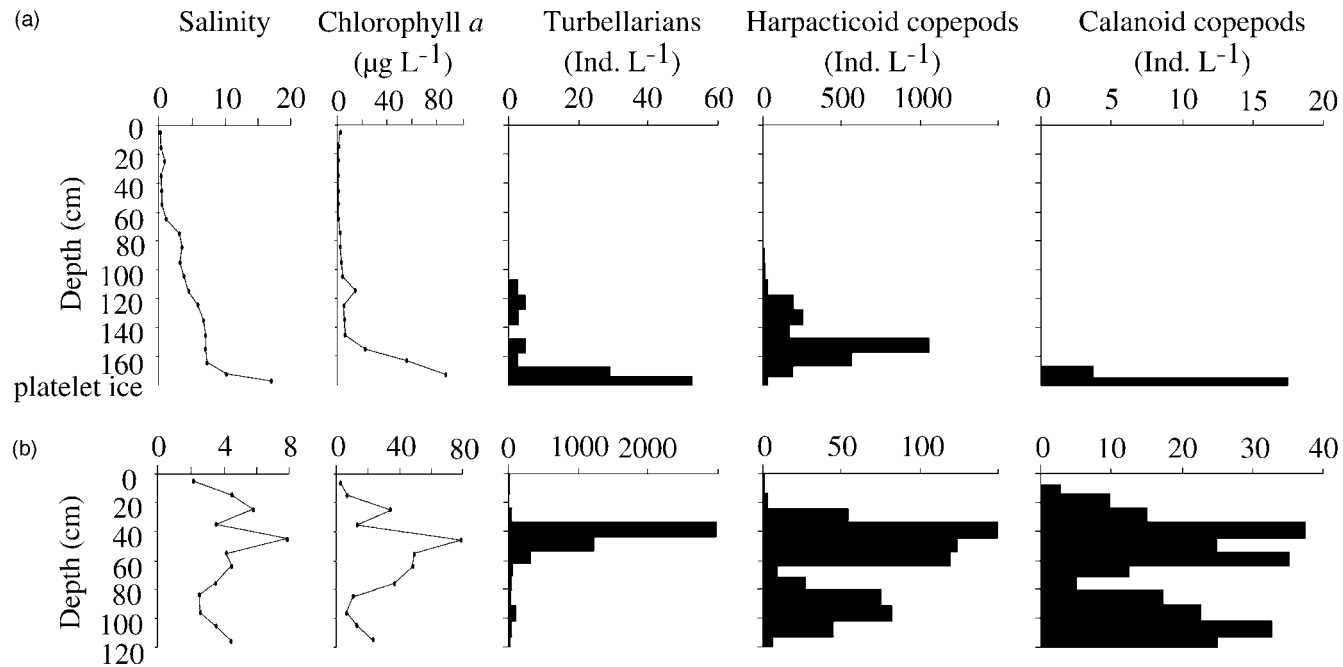 (a)
Salinity
Chlorophyll a
(µg L-1)
Turbellarians
(Ind. L-1)
Harpacticoid copepods
(Ind. L-1)
Calanoid copepods
(Ind. L-1)
0 10 20
0 40 80
0 20 40 60
0 500 1000
0 5 10 15 20
Depth (cm)
0
20
40
60
80
100
120
140
160
platelet ice
(b)
0 4 8
0 40 80
0 1000 2000
0 50 100
0 10 20 30 40
Depth (cm)
0
20
40
60
80
100
120